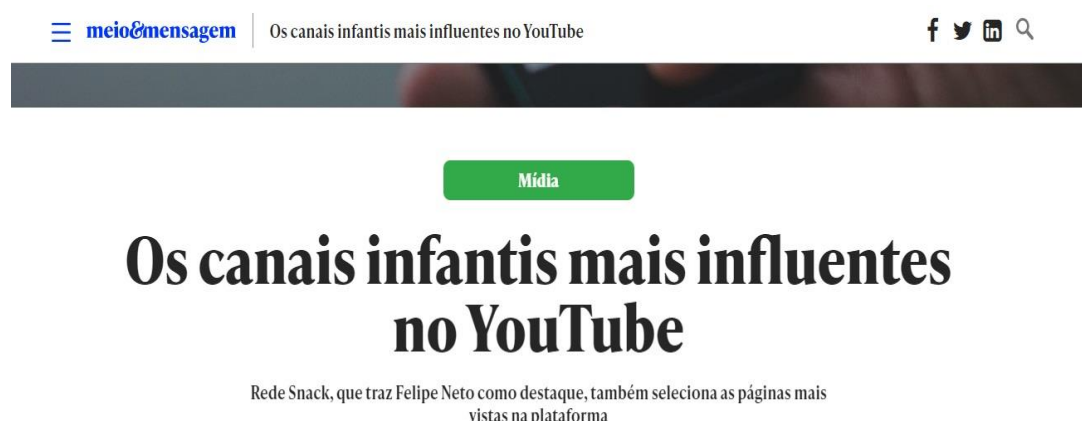 meio&mensagem
Os canais infantis mais influentes no YouTube
Mídia
Os canais infantis mais influentes
no YouTube
Rede Snack, que traz Felipe Neto como destaque, também seleciona as páginas mais
vistas na plataforma